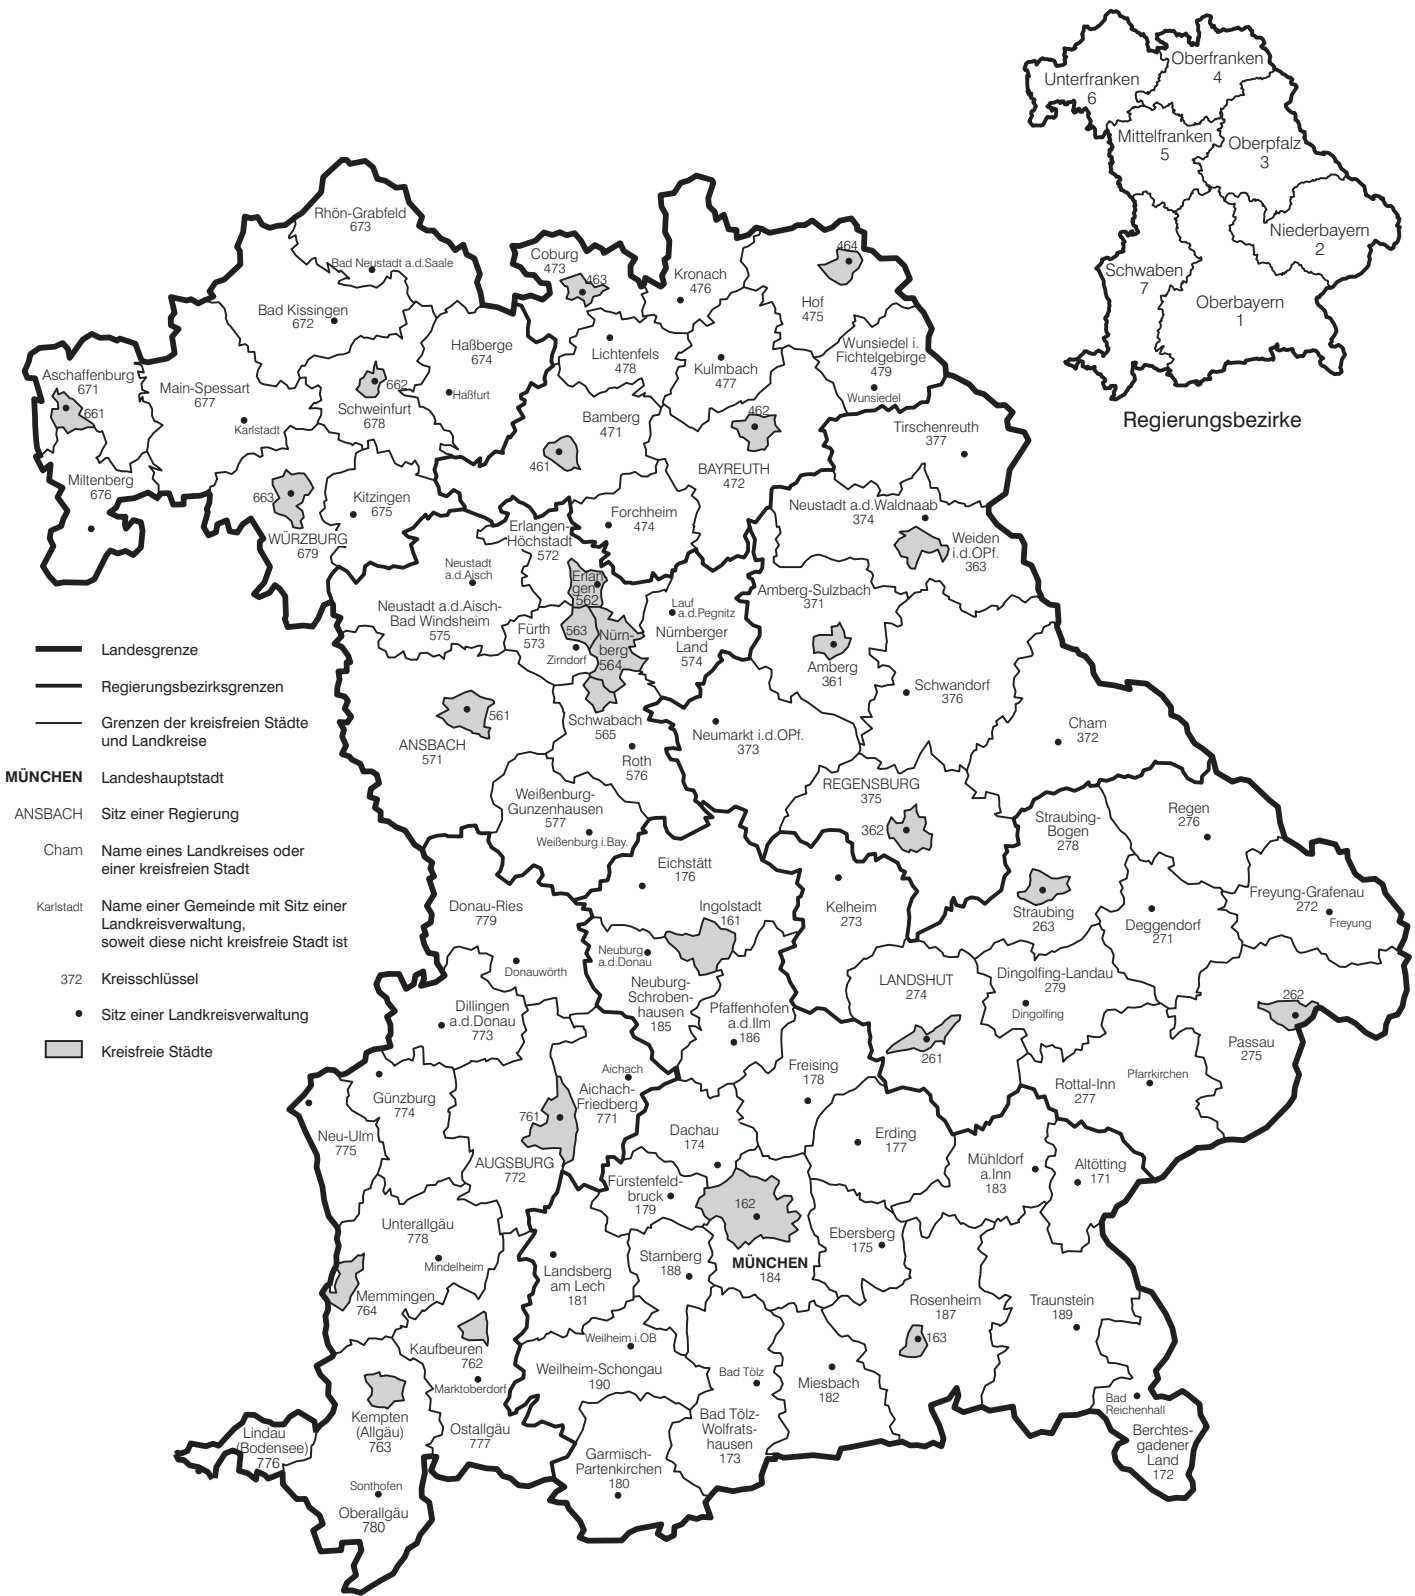 Unterfranken
6
Oberfranken
4
Mittelfranken
5
Oberpfalz
3
Niederbayern
2
Schwaben
7
Oberbayern
1
Regierungsbezirke
Rhön-Grabfeld
673
Bad Neustadt a.d.Saale
Bad Kissingen
672
Coburg
473
463
Kronach
476
464
Hof
475
Haßberge
674
Haßfurt
Lichtenfels
478
Kulmbach
477
Wunsiedel i.
Fichtelgebirge
479
Wunsiedel
Aschaffenburg
671
661
Main-Spessart
677
Karlstadt
662
Schweinfurt
678
Bamberg
471
461
462
BAYREUTH
472
Tirschenreuth
377
Miltenberg
676
663
WÜRZBURG
679
Kitzingen
675
Forchheim
474
Erlangen-
Höchstadt
572
Neustadt a.d.Waldnaab
374
Weiden
i.d.OPf.
363
Neustadt
a.d.Aisch
Neustadt a.d.Aisch-
Bad Windsheim
575
Erlan-
gen
562
Fürth
573
563
Zirndorf
Nürn-
berg
564
Lauf
a.d.Pegnitz
Nürnberger
Land
574
Amberg-Sulzbach
371
Amberg
361
Schwandorf
376
Cham
372
561
ANSBACH
571
Schwabach
565
Roth
576
Neumarkt i.d.OPf.
373
Weißenburg-
Gunzenhausen
577
Weißenburg i.Bay.
REGENSBURG
375
362
Straubing-
Bogen
278
Straubing
263
Regen
276
Landesgrenze
Regierungsbezirksgrenzen
Grenzen der kreisfreien Städte
und Landkreise
MÜNCHEN Landeshauptstadt
ANSBACH Sitz einer Regierung
Cham Name eines Landkreises oder
einer kreisfreien Stadt
Karlstadt Name einer Gemeinde mit Sitz einer
Landkreisverwaltung,
soweit diese nicht kreisfreie Stadt ist
372 Kreisschlüssel
Sitz einer Landkreisverwaltung
Kreisfreie Städte
Eichstätt
176
Ingolstadt
161
Kelheim
273
Deggendorf
271
Freyung-Grafenau
272
Freyung
Donau-Ries
779
Donauwörth
Neuburg
a.d.Donau
Neuburg-
Schroben-
hausen
185
Pfaffenhofen
a.d.Ilm
186
LANDSHUT
274
261
Dingolfing-Landau
279
Dingolfing
262
Passau
275
Rottal-Inn
277
Pfarrkirchen
Dillingen
a.d.Donau
773
Günzburg
774
Neu-Ulm
775
Aichach
Aichach-
Friedberg
771
761
AUGSBURG
772
Freising
178
Dachau
174
Erding
177
Mühldorf
a.Inn
183
Altötting
171
Fürstenfeld-
bruck
179
162
MÜNCHEN
184
Ebersberg
175
Unterallgäu
778
Mindelheim
Memmingen
764
Landsberg
am Lech
181
Starnberg
188
Rosenheim
187
163
Traunstein
189
Kaufbeuren
762
Marktoberdorf
Ostallgäu
777
Weilheim i.OB
Weilheim-Schongau
190
Bad Tölz
Bad Tölz-
Wolfrats-
hausen
173
Miesbach
182
Bad
Reichenhall
Berchtes-
gadener
Land
172
Kempten
(Allgäu)
763
Lindau
(Bodensee)
776
Sonthofen
Oberallgäu
780
Garmisch-
Partenkirchen
180